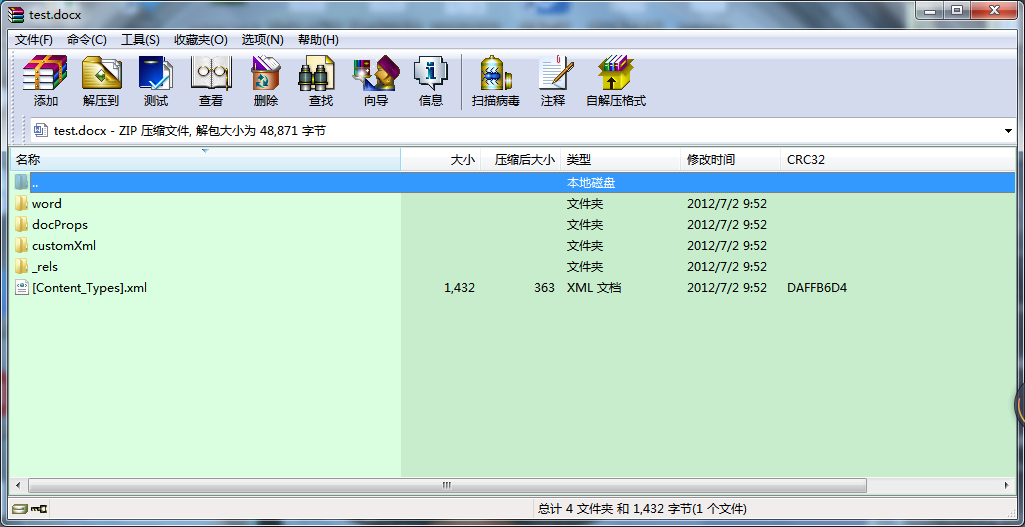 test.docx
文件(F) 命令(C) 工具(S) 收藏夹(O) 选项(N) 帮助(H)
添加 解压到 测试 查看 删除 查找 向导 信息 扫描病毒 注释 自解压格式
test.docx - ZIP 压缩文件, 解包大小为 48,871 字节
名称 大小 压缩后大小 类型 修改时间 CRC32
.. 本地磁盘
word 文件夹 2012/7/2 9:52
docProps 文件夹 2012/7/2 9:52
customXml 文件夹 2012/7/2 9:52
_rels 文件夹 2012/7/2 9:52
[Content_Types].xml 1,432 363 XML 文档 2012/7/2 9:52 DAFFB6D4
总计 4 文件夹 和 1,432 字节(1 个文件)